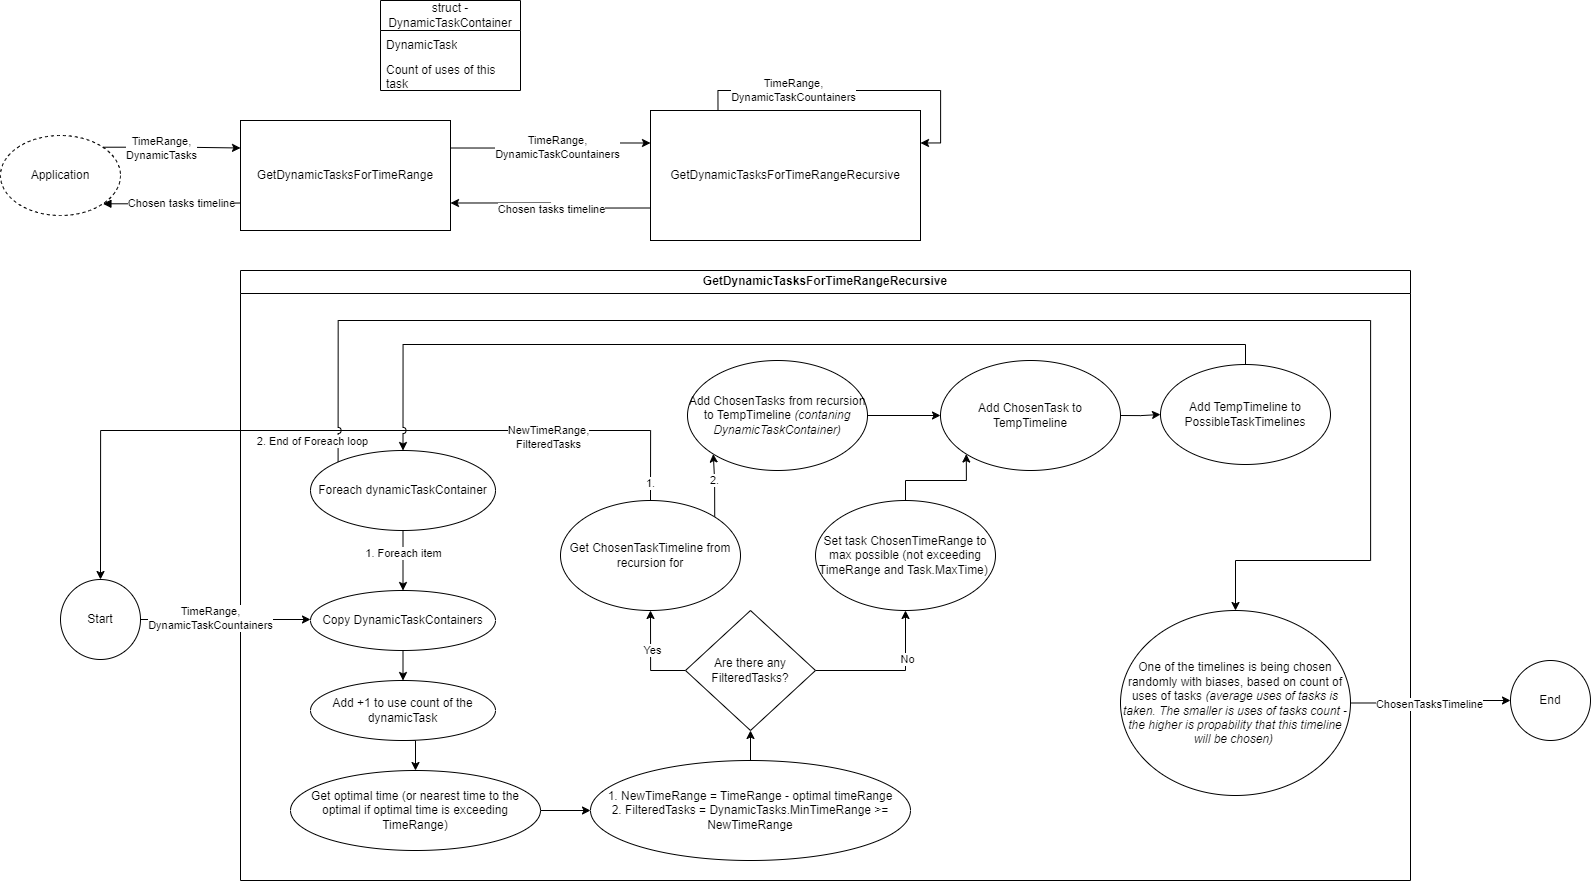 struct -
DynamicTaskContainer
DynamicTask
Count of uses of this
task
TimeRange,
DynamicTaskCountainers
Application
TimeRange,
DynamicTasks
Chosen tasks timeline
GetDynamicTasksForTimeRange
TimeRange,
DynamicTaskCountainers
Chosen tasks timeline
GetDynamicTasksForTimeRangeRecursive
GetDynamicTasksForTimeRangeRecursive
2. End of Foreach loop
NewTimeRange,
FilteredTasks
Add ChosenTasks from recursion
to TempTimeline (contaning
DynamicTaskContainer)
Add ChosenTask to
TempTimeline
Add TempTimeline to
PossibleTaskTimelines
Foreach dynamicTaskContainer
1.
2.
1. Foreach item
Get ChosenTaskTimeline from
recursion for
Set task ChosenTimeRange to
max possible (not exceeding
TimeRange and Task.MaxTime)
Start
TimeRange,
DynamicTaskCountainers
Copy DynamicTaskContainers
Yes
Are there any
FilteredTasks?
No
Add +1 to use count of the
dynamicTask
One of the timelines is being chosen
randomly with biases, based on count of
uses of tasks (average uses of tasks is
taken. The smaller is uses of tasks count -
the higher is propability that this timeline
will be chosen)
ChosenTasksTimeline
End
Get optimal time (or nearest time to the
optimal if optimal time is exceeding
TimeRange)
1. NewTimeRange = TimeRange - optimal timeRange
2. FilteredTasks = DynamicTasks.MinTimeRange >=
NewTimeRange